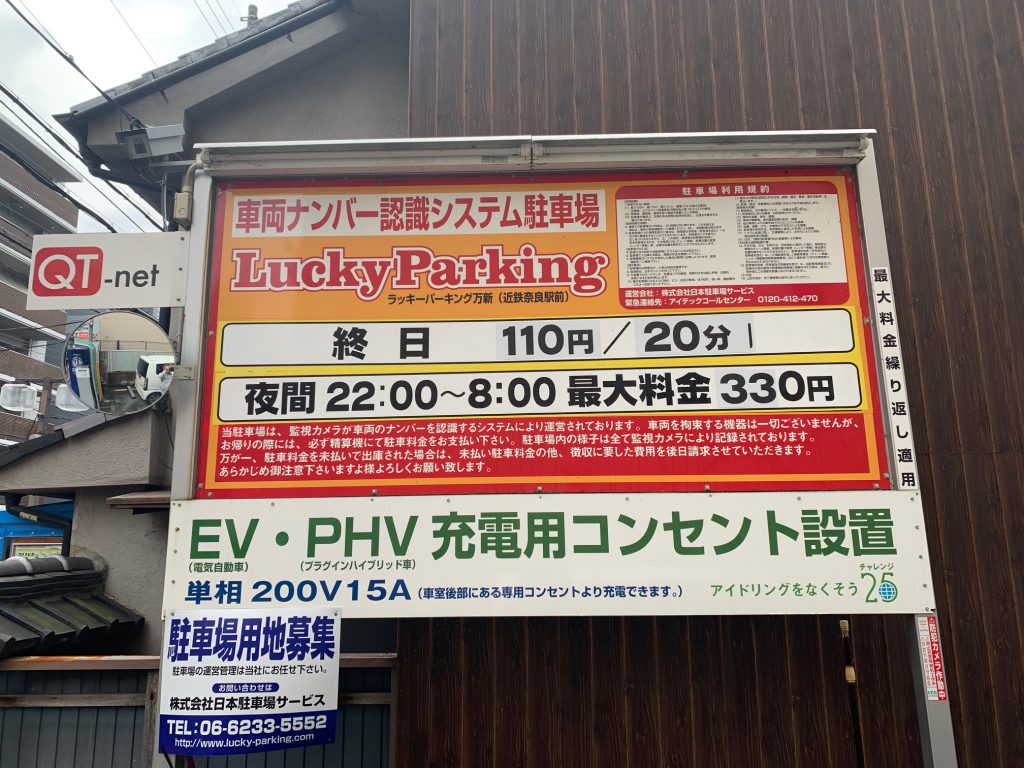 車両ナンバー認識システム駐車場
Lucky Parking
ラッキーパーキング万新(近鉄奈良駅前)
駐車場利用規約
運営会社:株式会社日本駐車場サービス
緊急連絡先:アイテックコールセンター 0120-412-470
QT-net
終日 110円/20分
夜間 22:00〜8:00 最大料金 330円
最大料金繰り返し適用
当駐車場は、監視カメラが車両のナンバーを認識するシステムにより運営されております。車両を拘束する機器は一切ございませんが、
お帰りの際には、必ず精算機にて駐車料金をお支払い下さい。駐車場内の様子は全て監視カメラにより記録されております。
万が一、駐車料金を未払いで出庫された場合は、未払い駐車料金の他、徴収に要した費用を後日請求させていただきます。
あらかじめ御注意下さいますよう様よろしくお願い致します。
EV・PHV 充電用コンセント設置
(電気自動車) (プラグインハイブリッド車)
単相 200V15A (車室後部にある専用コンセントより充電できます。)
アイドリングをなくそう チャレンジ25
駐車場用地募集
駐車場の運営管理は当社にお任せ下さい。
お問い合わせは
株式会社日本駐車場サービス
TEL:06-6233-5552
http://www.lucky-parking.com/
防犯カメラ作動中